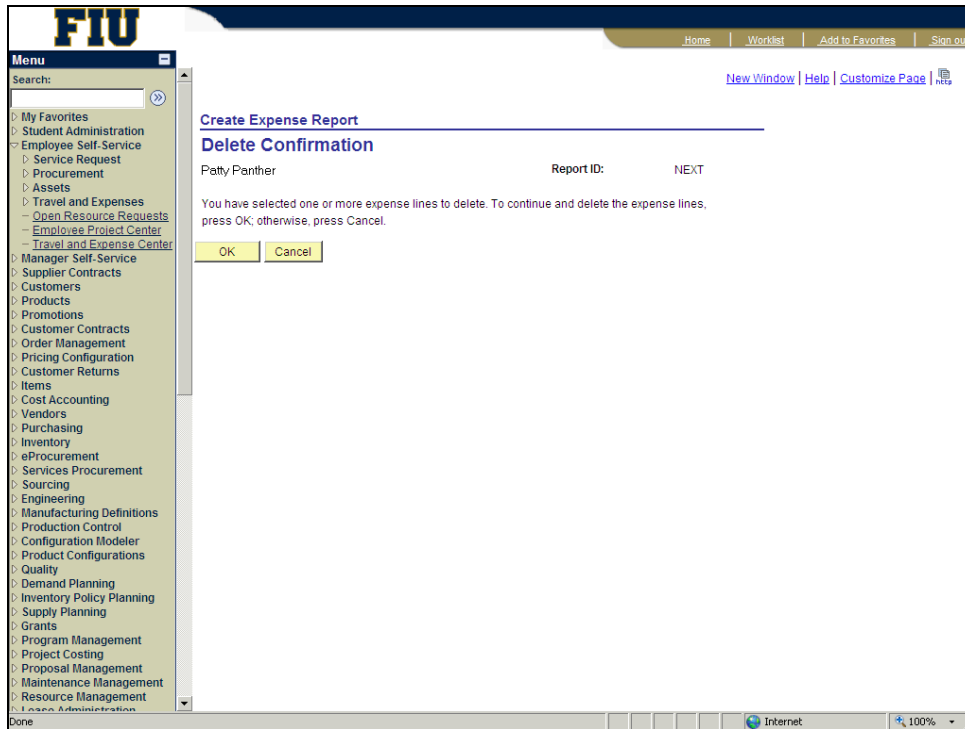 FIU
Home Worklist Add to Favorites Sign ou
Menu
Search:
New Window | Help | Customize Page | http
My Favorites
Student Administration
Employee Self-Service
Service Request
Procurement
Assets
Travel and Expenses
Open Resource Requests
Employee Project Center
Travel and Expense Center
Manager Self-Service
Supplier Contracts
Customers
Products
Promotions
Customer Contracts
Order Management
Pricing Configuration
Customer Returns
Items
Cost Accounting
Vendors
Purchasing
Inventory
eProcurement
Services Procurement
Sourcing
Engineering
Manufacturing Definitions
Production Control
Configuration Modeler
Product Configurations
Quality
Demand Planning
Inventory Policy Planning
Supply Planning
Grants
Program Management
Project Costing
Proposal Management
Maintenance Management
Resource Management
Lease Administration
Create Expense Report
Delete Confirmation
Patty Panther Report ID: NEXT
You have selected one or more expense lines to delete. To continue and delete the expense lines,
press OK; otherwise, press Cancel.
OK Cancel
Done Internet 100%